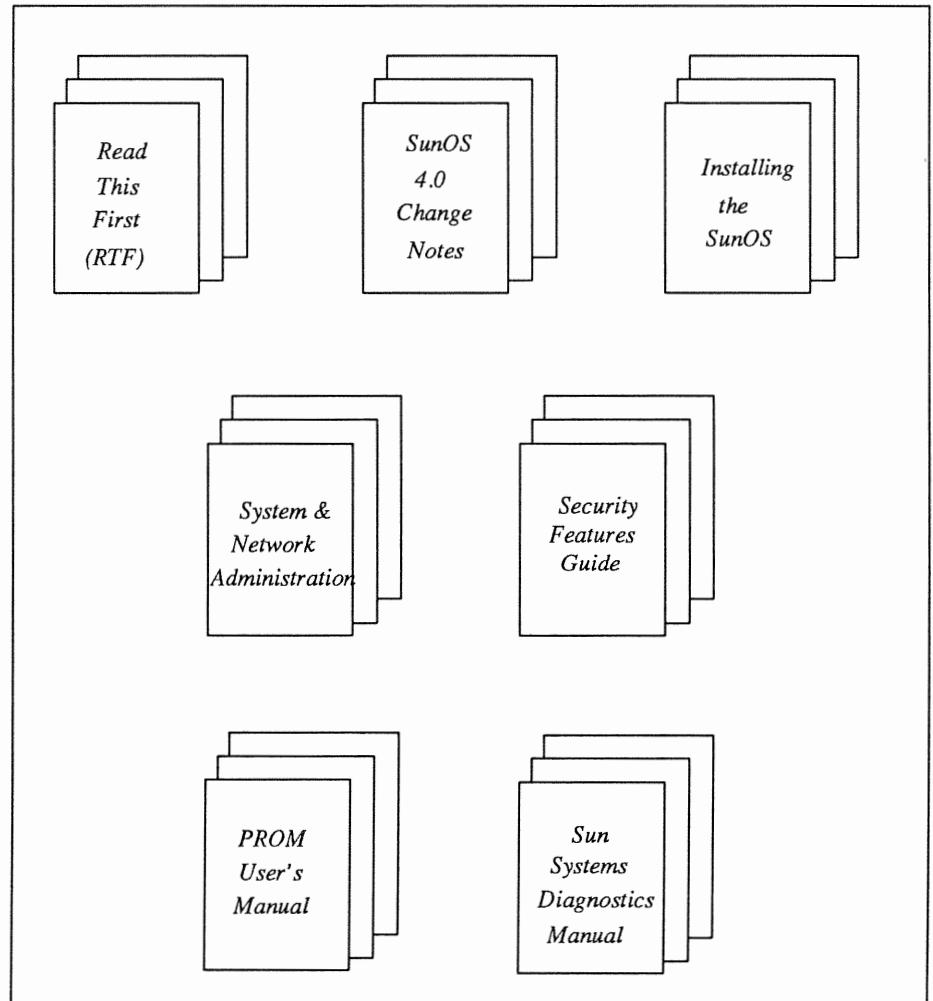 Read
This
First
(RTF)
SunOS
4.0
Change
Notes
Installing
the
SunOS
System &
Network
Administration
Security
Features
Guide
PROM
User's
Manual
Sun
Systems
Diagnostics
Manual